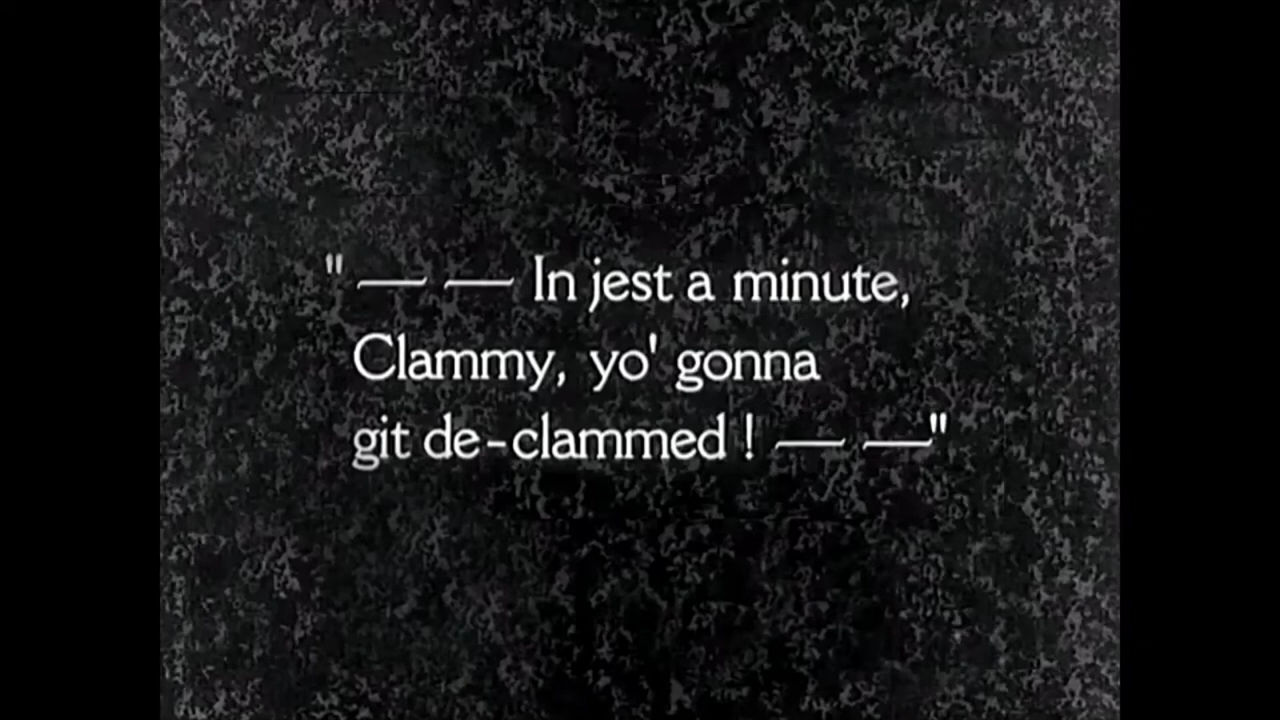 "— — In jest a minute,
Clammy, yo' gonna
git de-clammed ! — —"